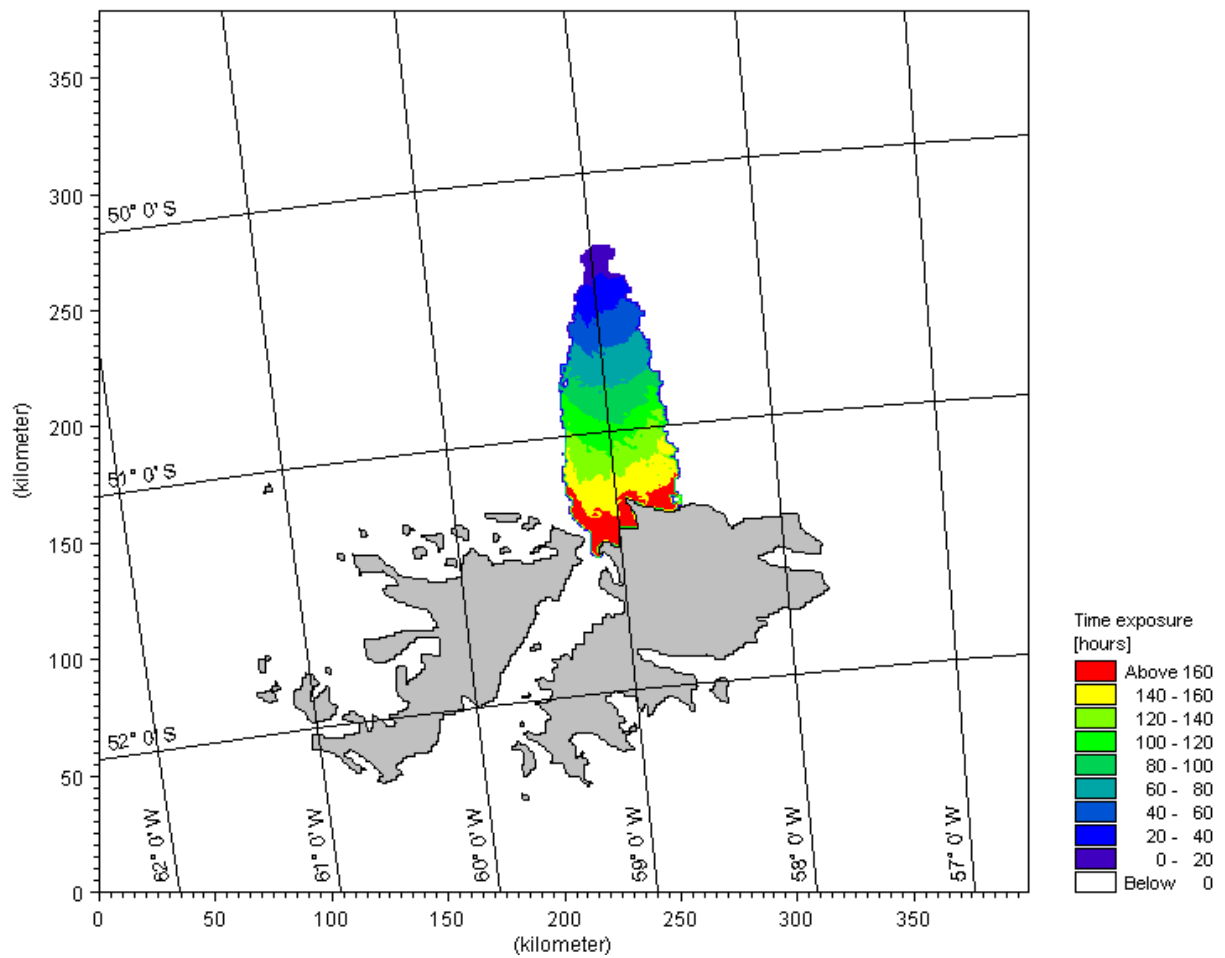 350
300
250
200
150
100
50
0
(kilometer)
50° 0' S
51° 0' S
52° 0' S
62° 0' W
61° 0' W
60° 0' W
59° 0' W
58° 0' W
57° 0' W
0 50 100 150 200 250 300 350
(kilometer)
Time exposure
[hours]
Above 160
140 - 160
120 - 140
100 - 120
80 - 100
60 - 80
40 - 60
20 - 40
0 - 20
Below 0